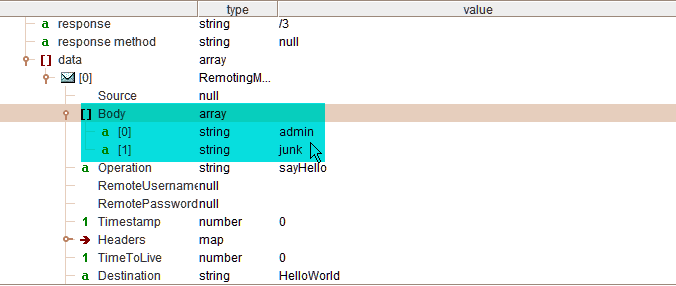 type value
response string /3
response method string null
data array
[0] RemotingM...
Source null
Body array
a [0] string admin
a [1] string junk
a Operation string sayHello
RemoteUsername null
RemotePassword null
1 Timestamp number 0
Headers map
1 TimeToLive number 0
a Destination string HelloWorld